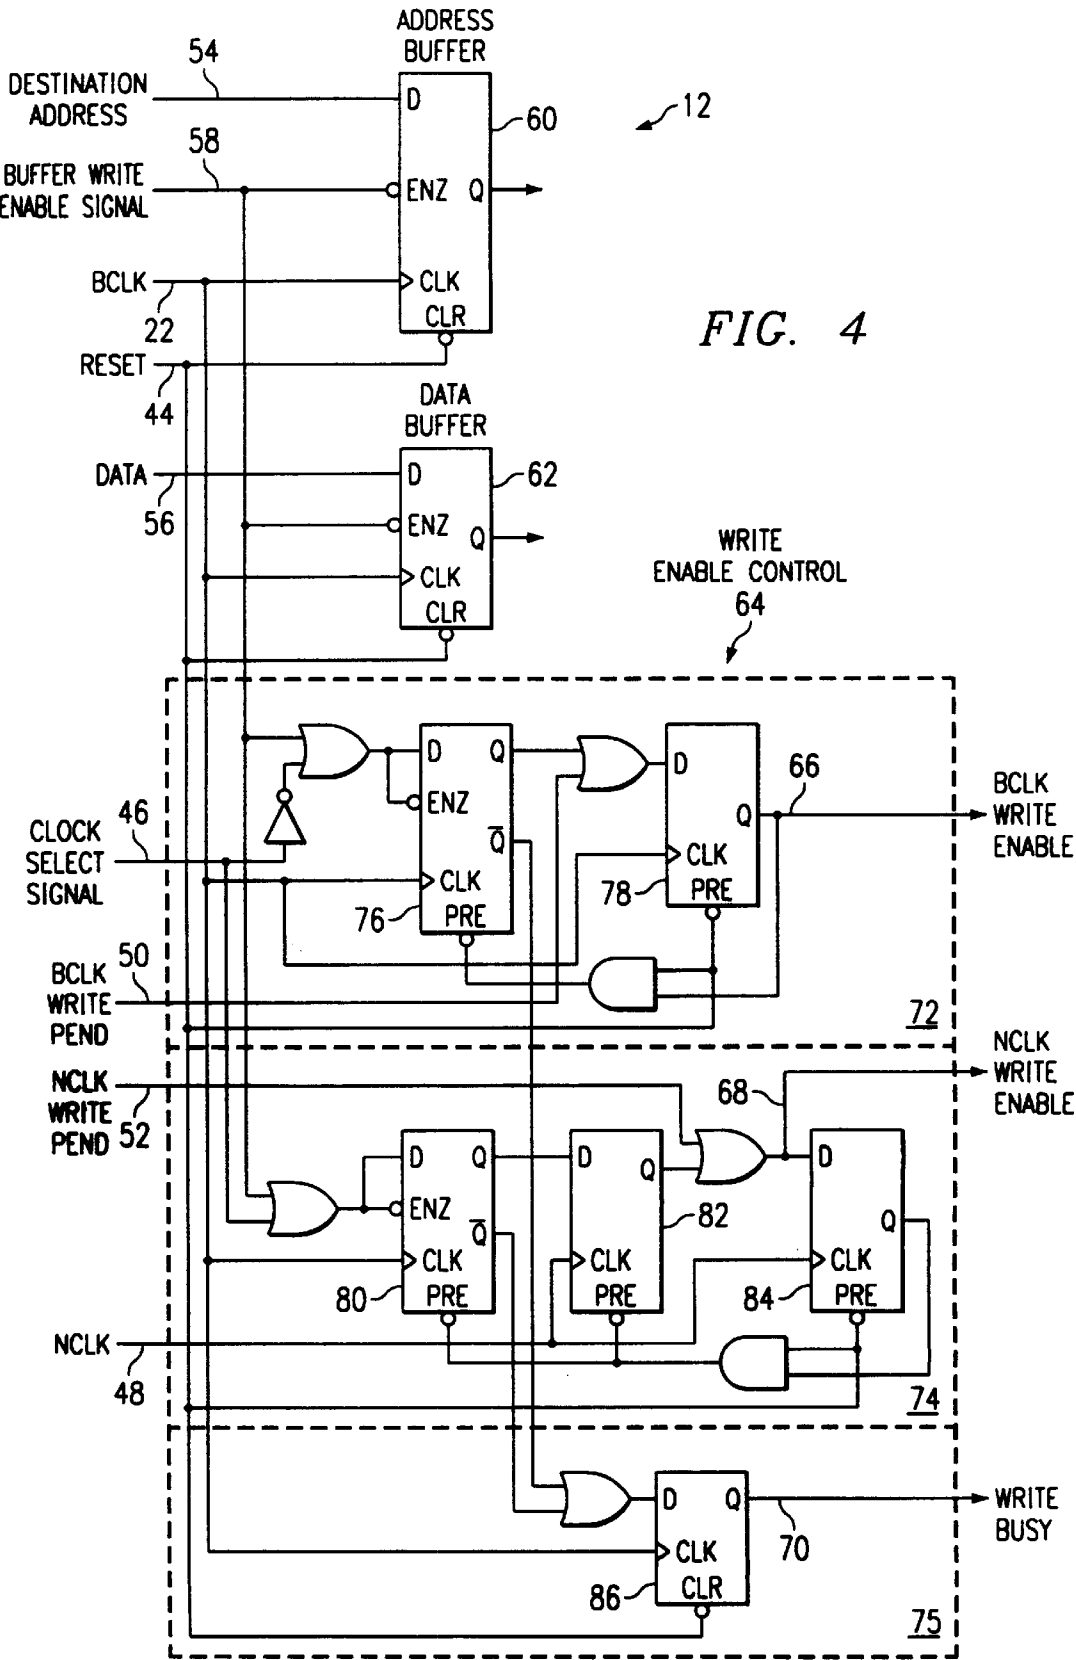 ADDRESS
BUFFER
54
DESTINATION
ADDRESS
D
60
12
58
BUFFER WRITE
ENABLE SIGNAL
ENZ Q
BCLK
22
CLK
CLR
FIG. 4
RESET
44
DATA
BUFFER
DATA
56
D
62
ENZ
Q
CLK
CLR
WRITE
ENABLE CONTROL
64
D Q
ENZ
Q̅
CLK
76
PRE
D
Q
66
BCLK
WRITE
ENABLE
CLK
78
PRE
46
CLOCK
SELECT
SIGNAL
50
BCLK
WRITE
PEND
72
NCLK
WRITE
PEND 52
68
NCLK
WRITE
ENABLE
D Q
ENZ
Q̅
CLK
80
PRE
D
Q
82
CLK
PRE
D
Q
CLK
84
PRE
NCLK
48
74
D Q
70
WRITE
BUSY
CLK
86
CLR
75